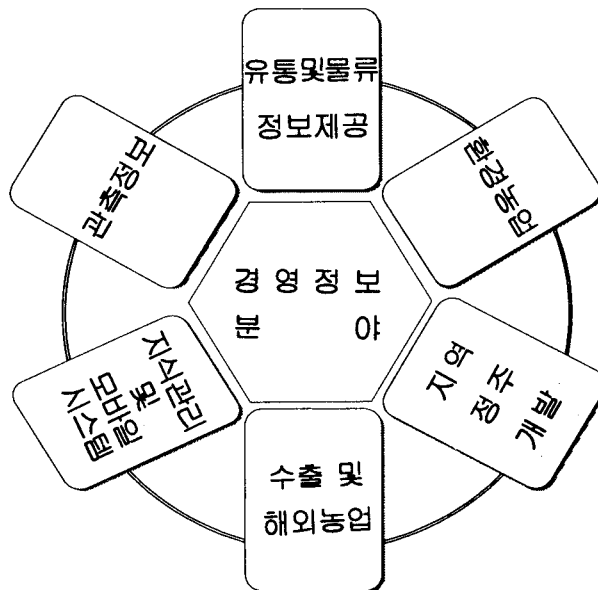 유통및물류
정보제공
환경농업
지역
정주
개발
수출 및
해외농업
지식관리
및
모바일
시스템
관측정보
경영정보
분야